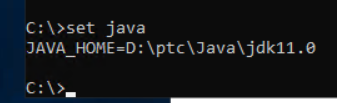 C:\>set java
JAVA_HOME=D:\ptc\Java\jdk11.0
C:\>